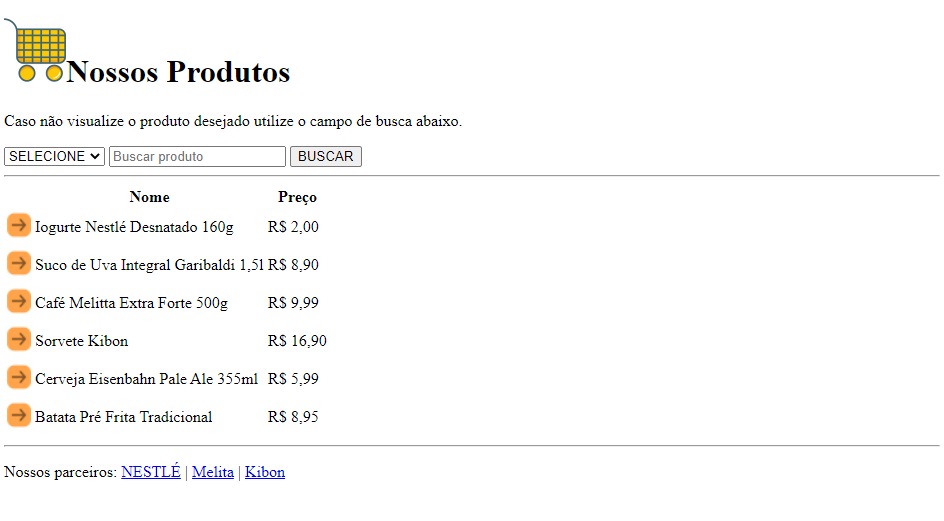 Nossos Produtos
Caso não visualize o produto desejado utilize o campo de busca abaixo.
SELECIONE Buscar produto BUSCAR
Nome Preço
Iogurte Nestlé Desnatado 160g R$ 2,00
Suco de Uva Integral Garibaldi 1,5l R$ 8,90
Café Melitta Extra Forte 500g R$ 9,99
Sorvete Kibon R$ 16,90
Cerveja Eisenbahn Pale Ale 355ml R$ 5,99
Batata Pré Frita Tradicional R$ 8,95
Nossos parceiros: NESTLÉ | Melita | Kibon